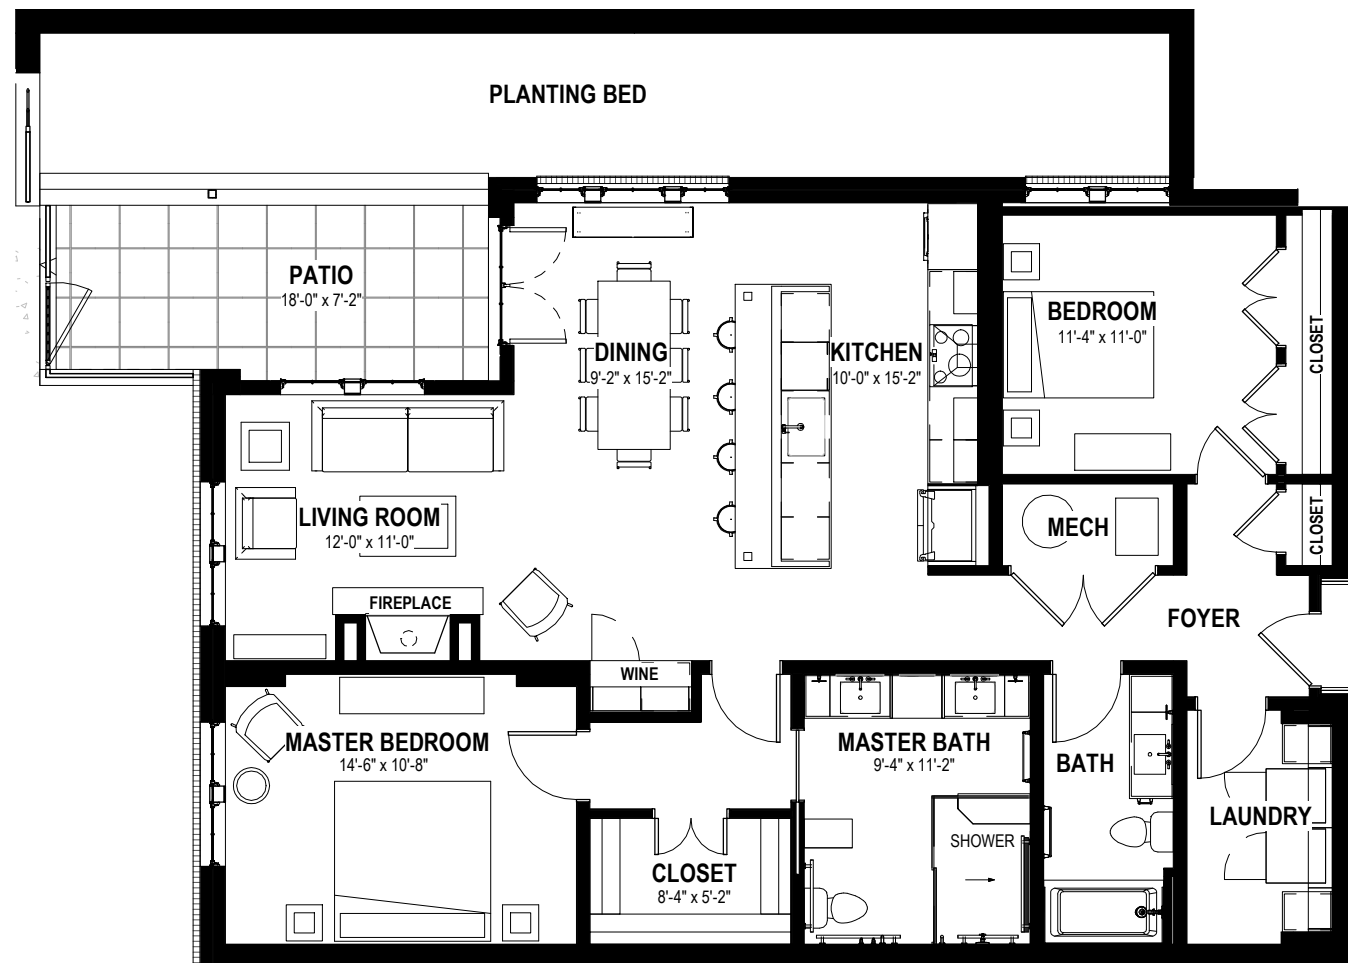 PLANTING BED
PATIO
18'-0" x 7'-2"
DINING
9'-2" x 15'-2"
KITCHEN
10'-0" x 15'-2"
BEDROOM
11'-4" x 11'-0"
CLOSET
LIVING ROOM
12'-0" x 11'-0"
MECH
CLOSET
FIREPLACE
FOYER
WINE
MASTER BEDROOM
14'-6" x 10'-8"
MASTER BATH
9'-4" x 11'-2"
BATH
LAUNDRY
SHOWER
CLOSET
8'-4" x 5'-2"